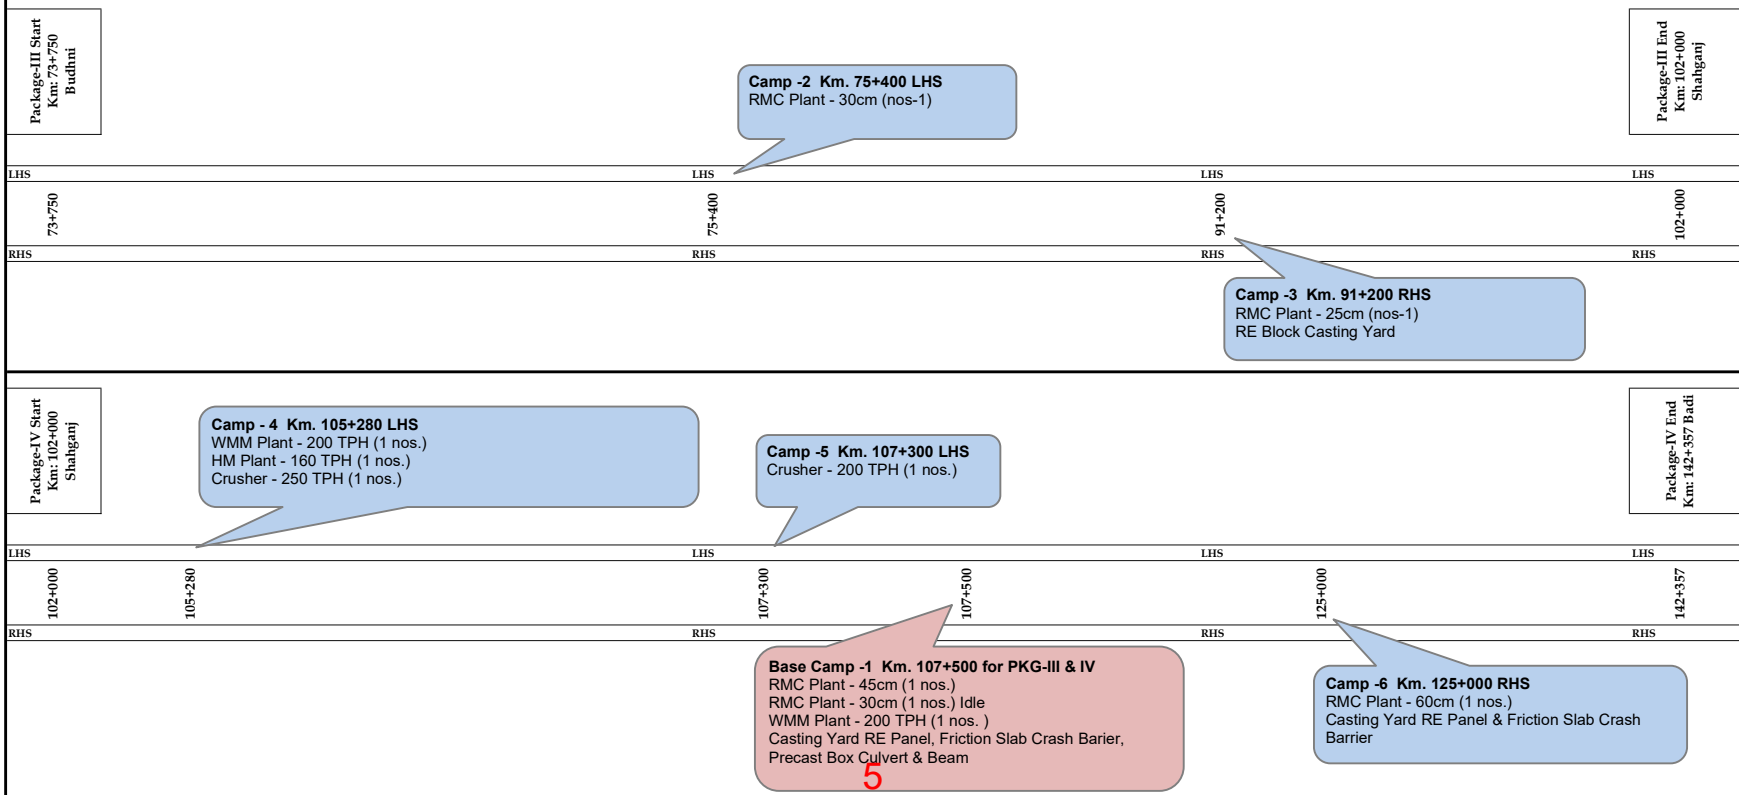 Package-III Start
Km: 73+750
Budhni
Package-III End
Km: 102+000
Shahganj
Camp -2  Km. 75+400 LHS
RMC Plant - 30cm (nos-1)
LHS
LHS
LHS
LHS
73+750
75+400
91+200
102+000
RHS
RHS
RHS
RHS
Camp -3  Km. 91+200 RHS
RMC Plant - 25cm (nos-1)
RE Block Casting Yard
Package-IV Start
Km: 102+000
Shahganj
Package-IV End
Km: 142+357 Badi
Camp - 4  Km. 105+280 LHS
WMM Plant - 200 TPH (1 nos.)
HM Plant - 160 TPH (1 nos.)
Crusher - 250 TPH (1 nos.)
Camp -5  Km. 107+300 LHS
Crusher - 200 TPH (1 nos.)
LHS
LHS
LHS
LHS
102+000
105+280
107+300
107+500
125+000
142+357
RHS
RHS
RHS
RHS
Base Camp -1  Km. 107+500 for PKG-III & IV
RMC Plant - 45cm (1 nos.)
RMC Plant - 30cm (1 nos.) Idle
WMM Plant - 200 TPH (1 nos. )
Casting Yard RE Panel, Friction Slab Crash Barier,
Precast Box Culvert & Beam
5
Camp -6  Km. 125+000 RHS
RMC Plant - 60cm (1 nos.)
Casting Yard RE Panel & Friction Slab Crash
Barrier